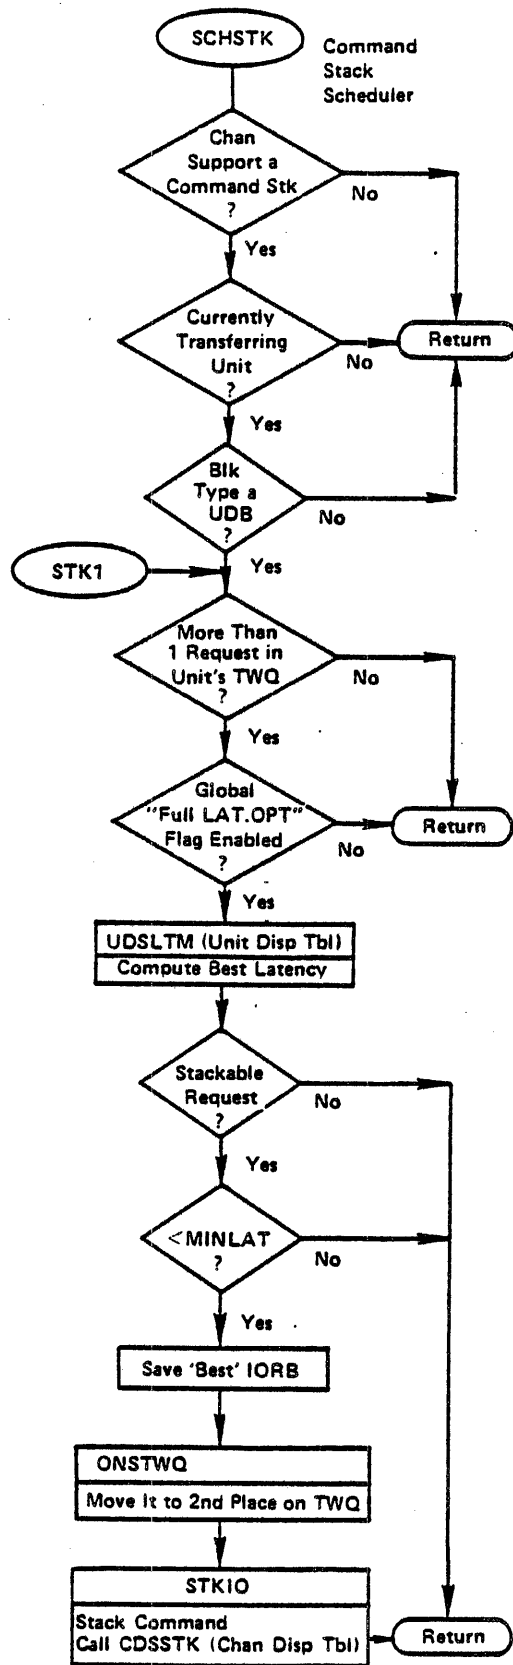 SCHSTK
Command
Stack
Scheduler
Chan
Support a
Command Stk
?
No
Yes
Currently
Transferring
Unit
?
No
Return
Yes
Blk
Type a
UDB
?
No
Yes
STK1
More Than
1 Request in
Unit's TWQ
?
No
Yes
Global
"Full LAT.OPT"
Flag Enabled
?
No
Return
Yes
UDSLTM (Unit Disp Tbl)
Compute Best Latency
Stackable
Request
?
No
Yes
<MINLAT
?
No
Yes
Save 'Best' IORB
ONSTWQ
Move It to 2nd Place on TWQ
STKIO
Stack Command
Call CDSSTK (Chan Disp Tbl)
Return